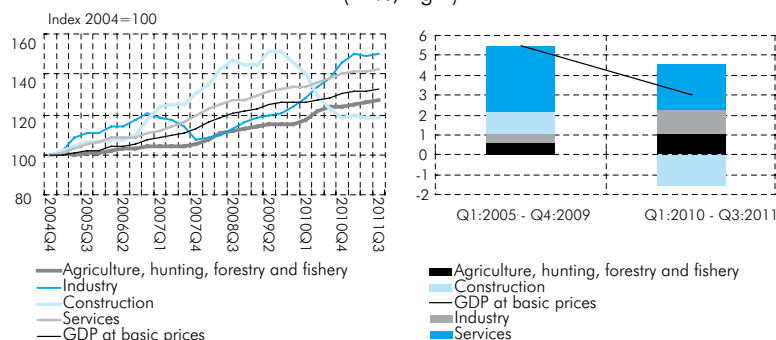 Index 2004=100
160
140
120
100
80
2004Q4
2005Q3
2006Q2
2007Q1
2007Q4
2008Q3
2009Q2
2010Q1
2010Q4
2011Q3
Agriculture, hunting, forestry and fishery
Industry
Construction
Services
GDP at basic prices
6
5
4
3
2
1
0
-1
-2
Q1:2005 - Q4:2009
Q1:2010 - Q3:2011
Agriculture, hunting, forestry and fishery
Construction
GDP at basic prices
Industry
Services